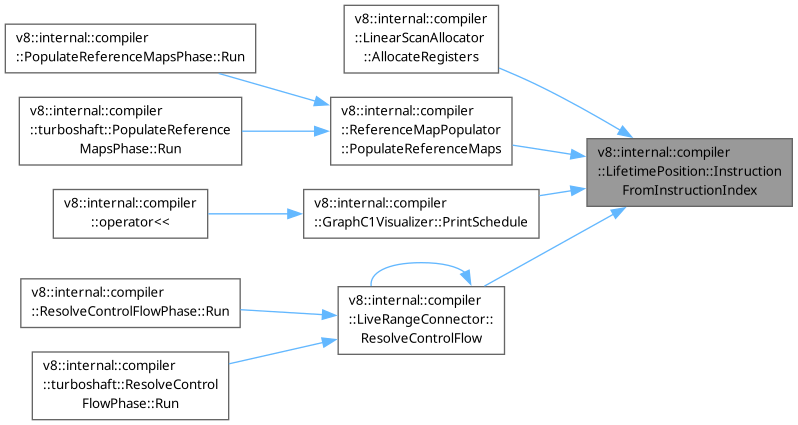 v8::internal::compiler
::LinearScanAllocator
::AllocateRegisters
v8::internal::compiler
::PopulateReferenceMapsPhase::Run
v8::internal::compiler
::turboshaft::PopulateReference
MapsPhase::Run
v8::internal::compiler
::ReferenceMapPopulator
::PopulateReferenceMaps
v8::internal::compiler
::LifetimePosition::Instruction
FromInstructionIndex
v8::internal::compiler
::operator<<
v8::internal::compiler
::GraphC1Visualizer::PrintSchedule
v8::internal::compiler
::ResolveControlFlowPhase::Run
v8::internal::compiler
::LiveRangeConnector::
ResolveControlFlow
v8::internal::compiler
::turboshaft::ResolveControl
FlowPhase::Run